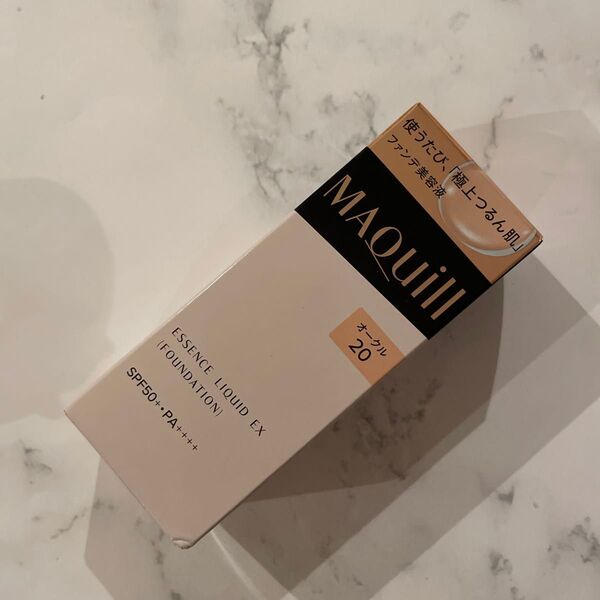 使うたび、「極上つるん肌」
ファンデ美容液
MAQuill
オークル
20
ESSENCE LIQUID EX
(FOUNDATION)
SPF50+・PA++++